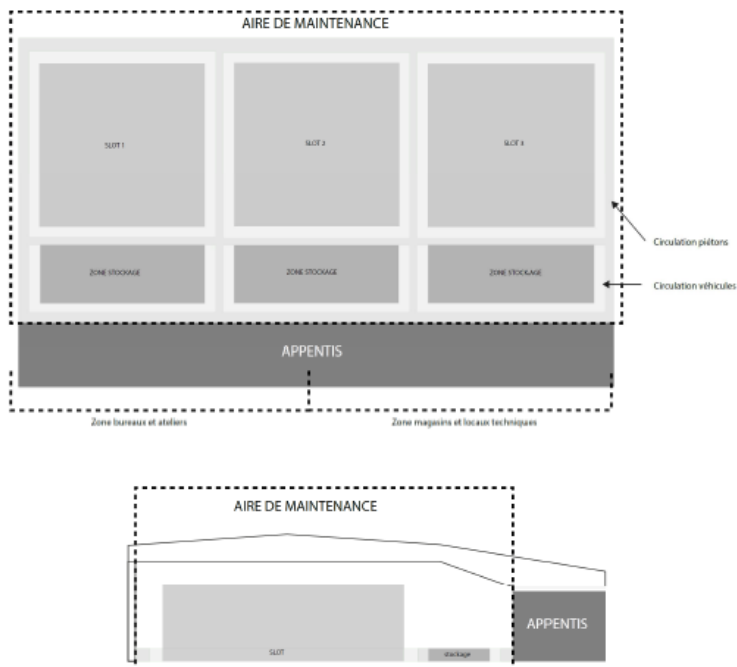 AIRE DE MAINTENANCE
SLOT 1
SLOT 2
SLOT 3
Circulation piétons
ZONE STOCKAGE
ZONE STOCKAGE
ZONE STOCKAGE
Circulation véhicules
APPENTIS
Zone bureaux et ateliers
Zone magasins et locaux techniques
AIRE DE MAINTENANCE
APPENTIS
SLOT
stockage